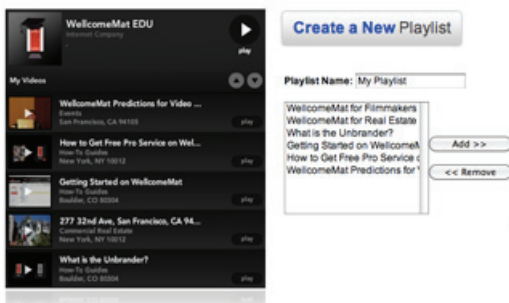 WellcomeMat EDU
Internet Company
play
My Videos
WellcomeMat Predictions for Video ...
Events
San Francisco, CA 94105
play
How to Get Free Pro Service on Wel...
How-To Guides
New York, NY 10012
play
Getting Started on WellcomeMat
How-To Guides
Boulder, CO 80304
play
277 32nd Ave, San Francisco, CA 94...
Commercial Real Estate
New York, NY 10012
play
What is the Unbrander?
How-To Guides
Boulder, CO 80304
play
Create a New Playlist
Playlist Name: My Playlist
WellcomeMat for Filmmakers
WellcomeMat for Real Estate
What is the Unbrander?
Getting Started on WellcomeM
How to Get Free Pro Service o
WellcomeMat Predictions for V
Add >>
<< Remove